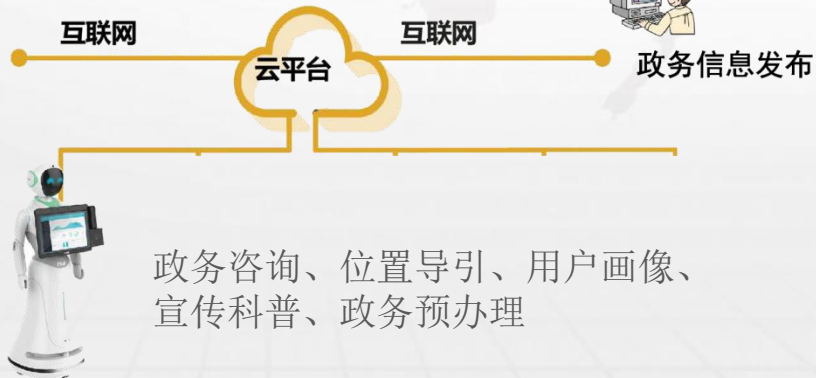 互联网
互联网
云平台
政务信息发布
政务咨询、位置导引、用户画像、
宣传科普、政务预办理